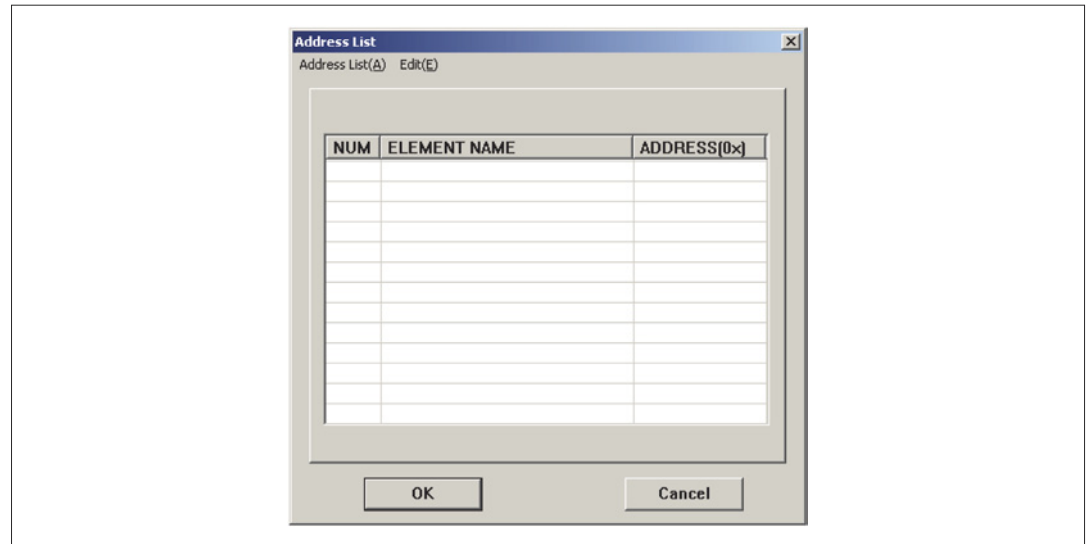 Address List
Address List(A) Edit(E)
NUM ELEMENT NAME ADDRESS(0x)
OK Cancel